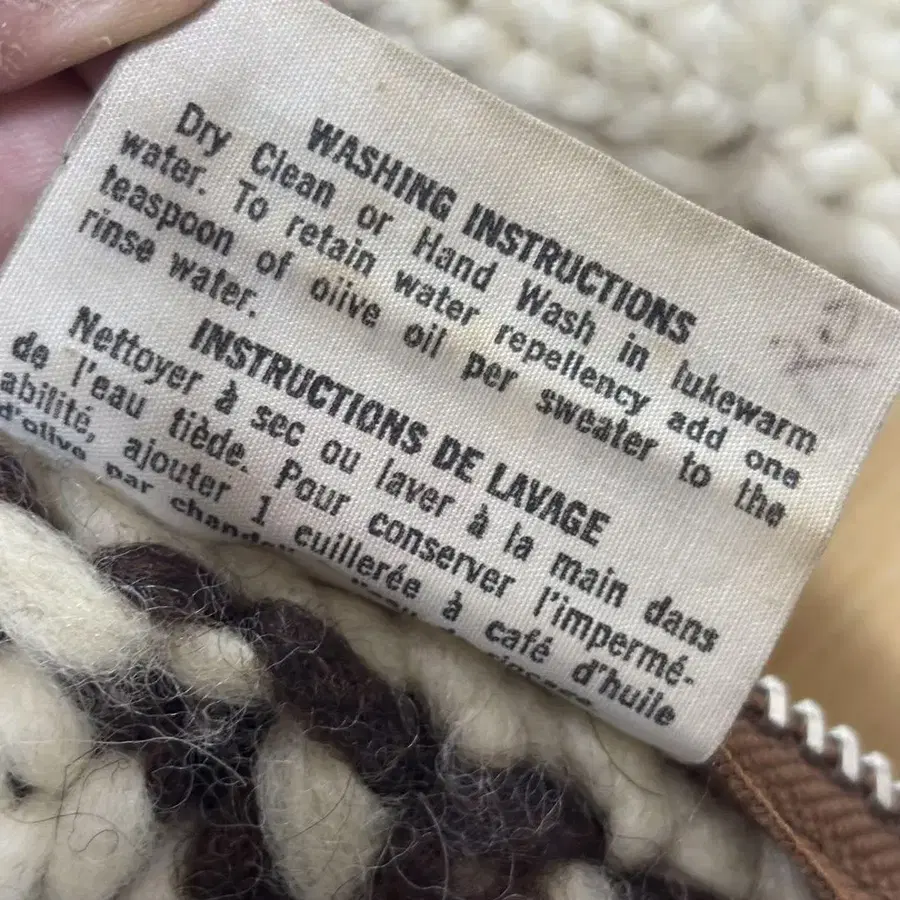 WASHING INSTRUCTIONS
Dry Clean or Hand Wash in lukewarm
water. To retain water repellency add one
teaspoon of olive oil per sweater to the
rinse water.
INSTRUCTIONS DE LAVAGE
Nettoyer à sec ou laver à la main dans
de l'eau tiède. Pour conserver l'impermé-
abilité, ajouter 1 cuillerée à café d'huile
d'olive par